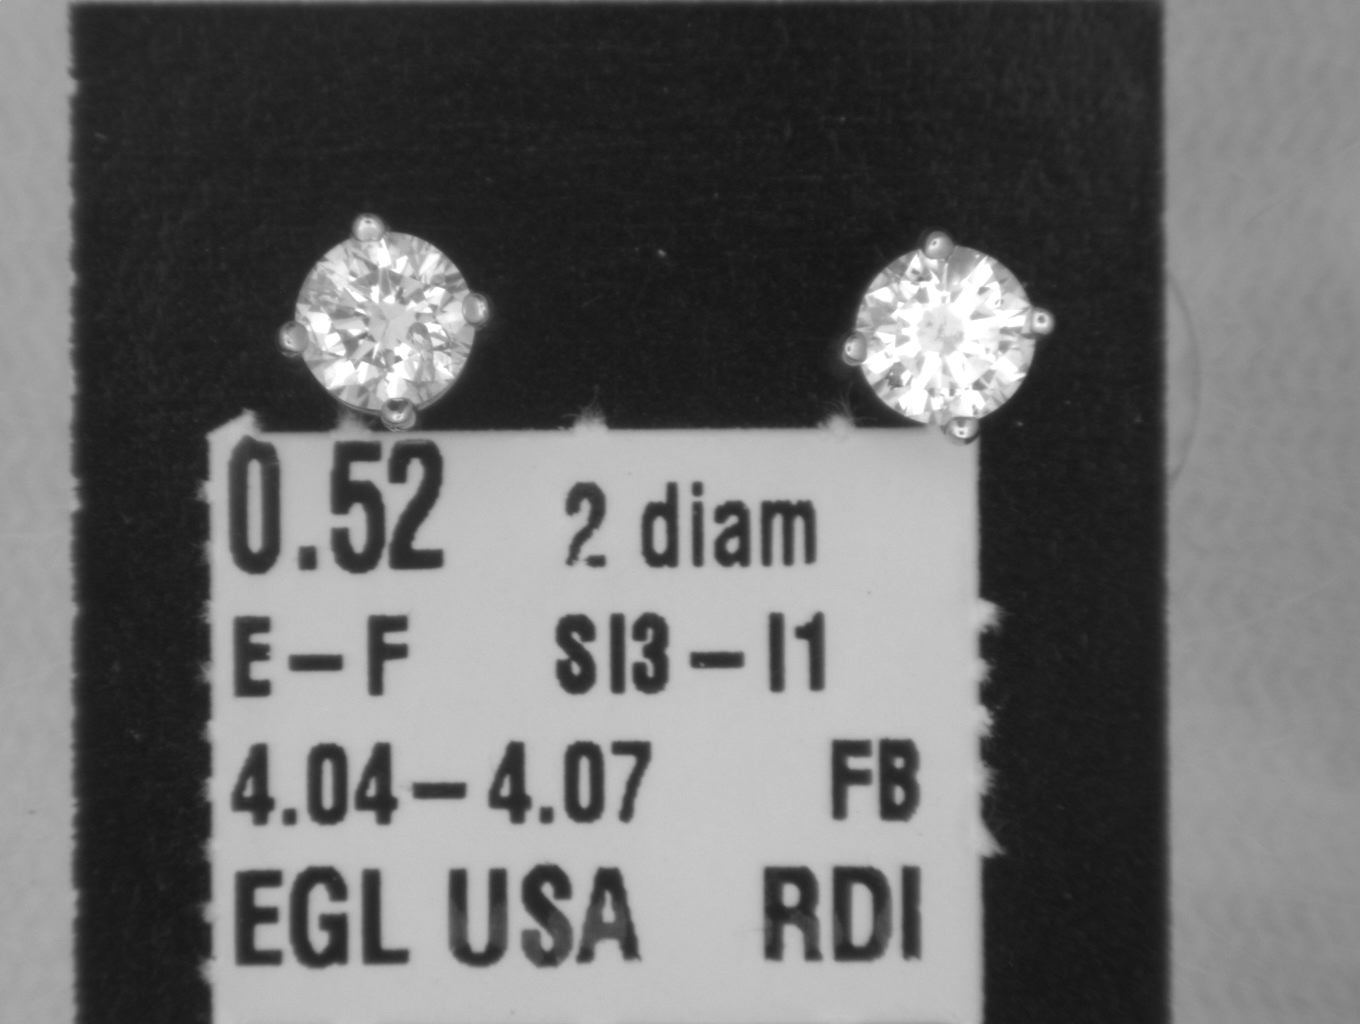 0.52 2 diam
E-F SI3-I1
4.04-4.07 FB
EGL USA RDI